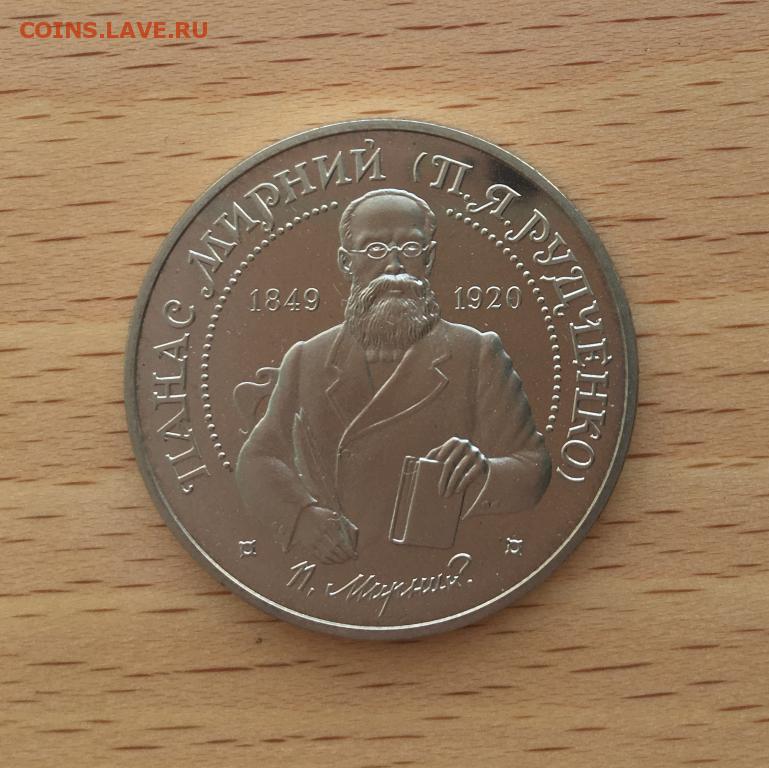 COINS.LAVE.RU
ПАНАС МИРНИЙ (П.Я.РУДЧЕНКО)
1849 1920
П. Мирний.